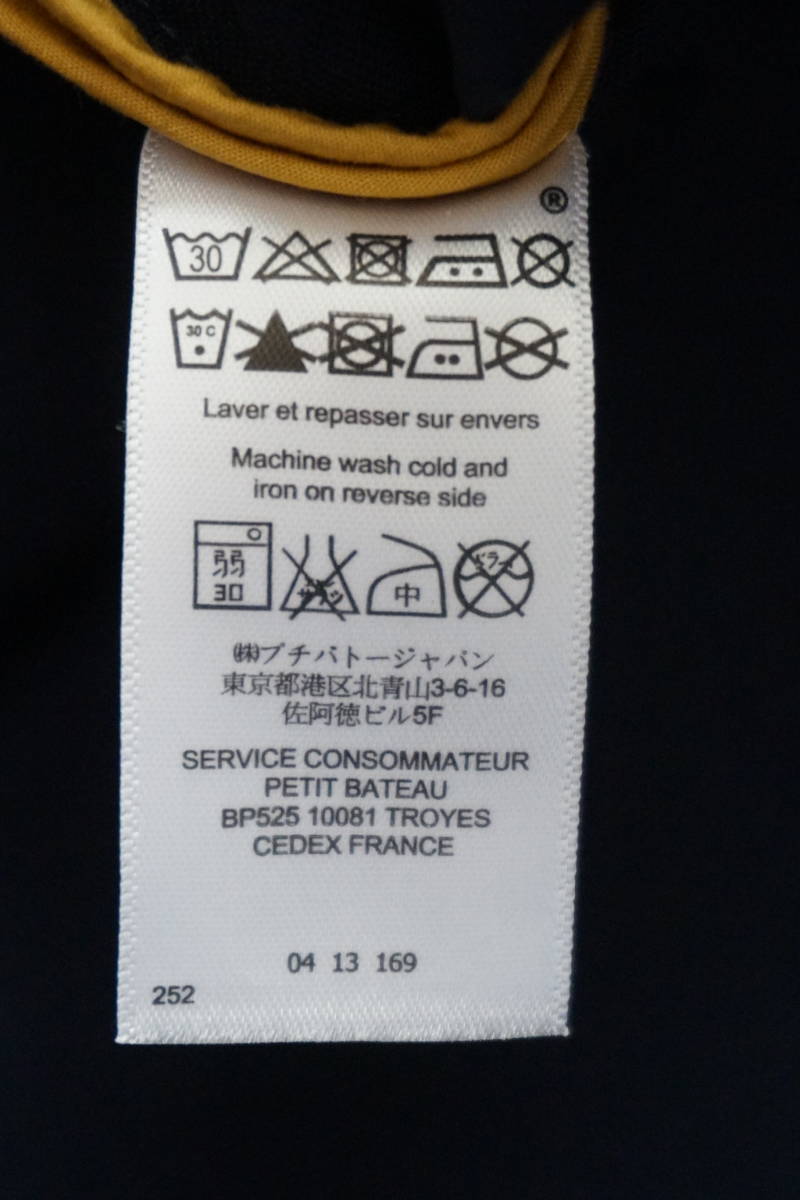 ®
30
30 C
Laver et repasser sur envers
Machine wash cold and
iron on reverse side
弱
30
中
㈱プチバトージャパン
東京都港区北青山3-6-16
佐阿徳ビル5F
SERVICE CONSOMMATEUR
PETIT BATEAU
BP525 10081 TROYES
CEDEX FRANCE
04 13 169
252